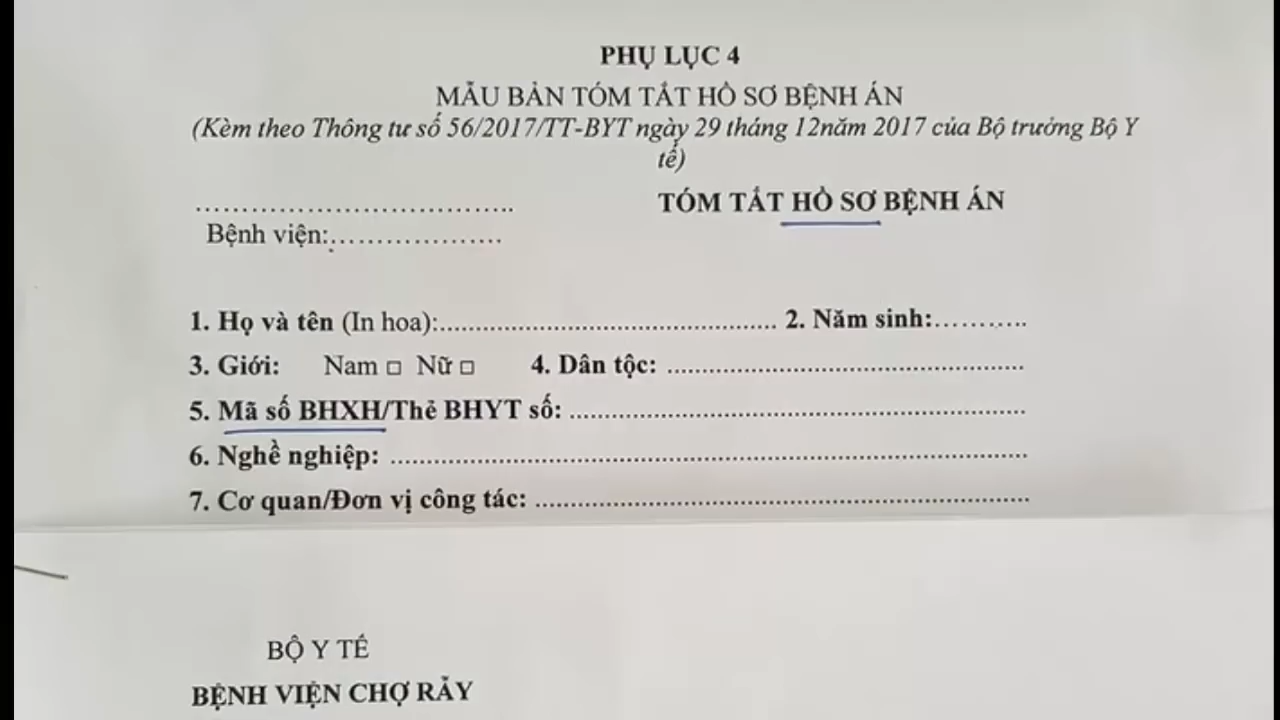 PHỤ LỤC 4
MẪU BẢN TÓM TẮT HỒ SƠ BỆNH ÁN
(Kèm theo Thông tư số 56/2017/TT-BYT ngày 29 tháng 12năm 2017 của Bộ trưởng Bộ Y
tế)
....................................
TÓM TẮT HỒ SƠ BỆNH ÁN
Bệnh viện:....................
1. Họ và tên (In hoa):.................................................... 2. Năm sinh:..............
3. Giới: Nam □ Nữ □ 4. Dân tộc: .......................................................
5. Mã số BHXH/Thẻ BHYT số: ......................................................................
6. Nghề nghiệp: ..................................................................................................
7. Cơ quan/Đơn vị công tác: ...........................................................................
BỘ Y TẾ
BỆNH VIỆN CHỢ RẪY